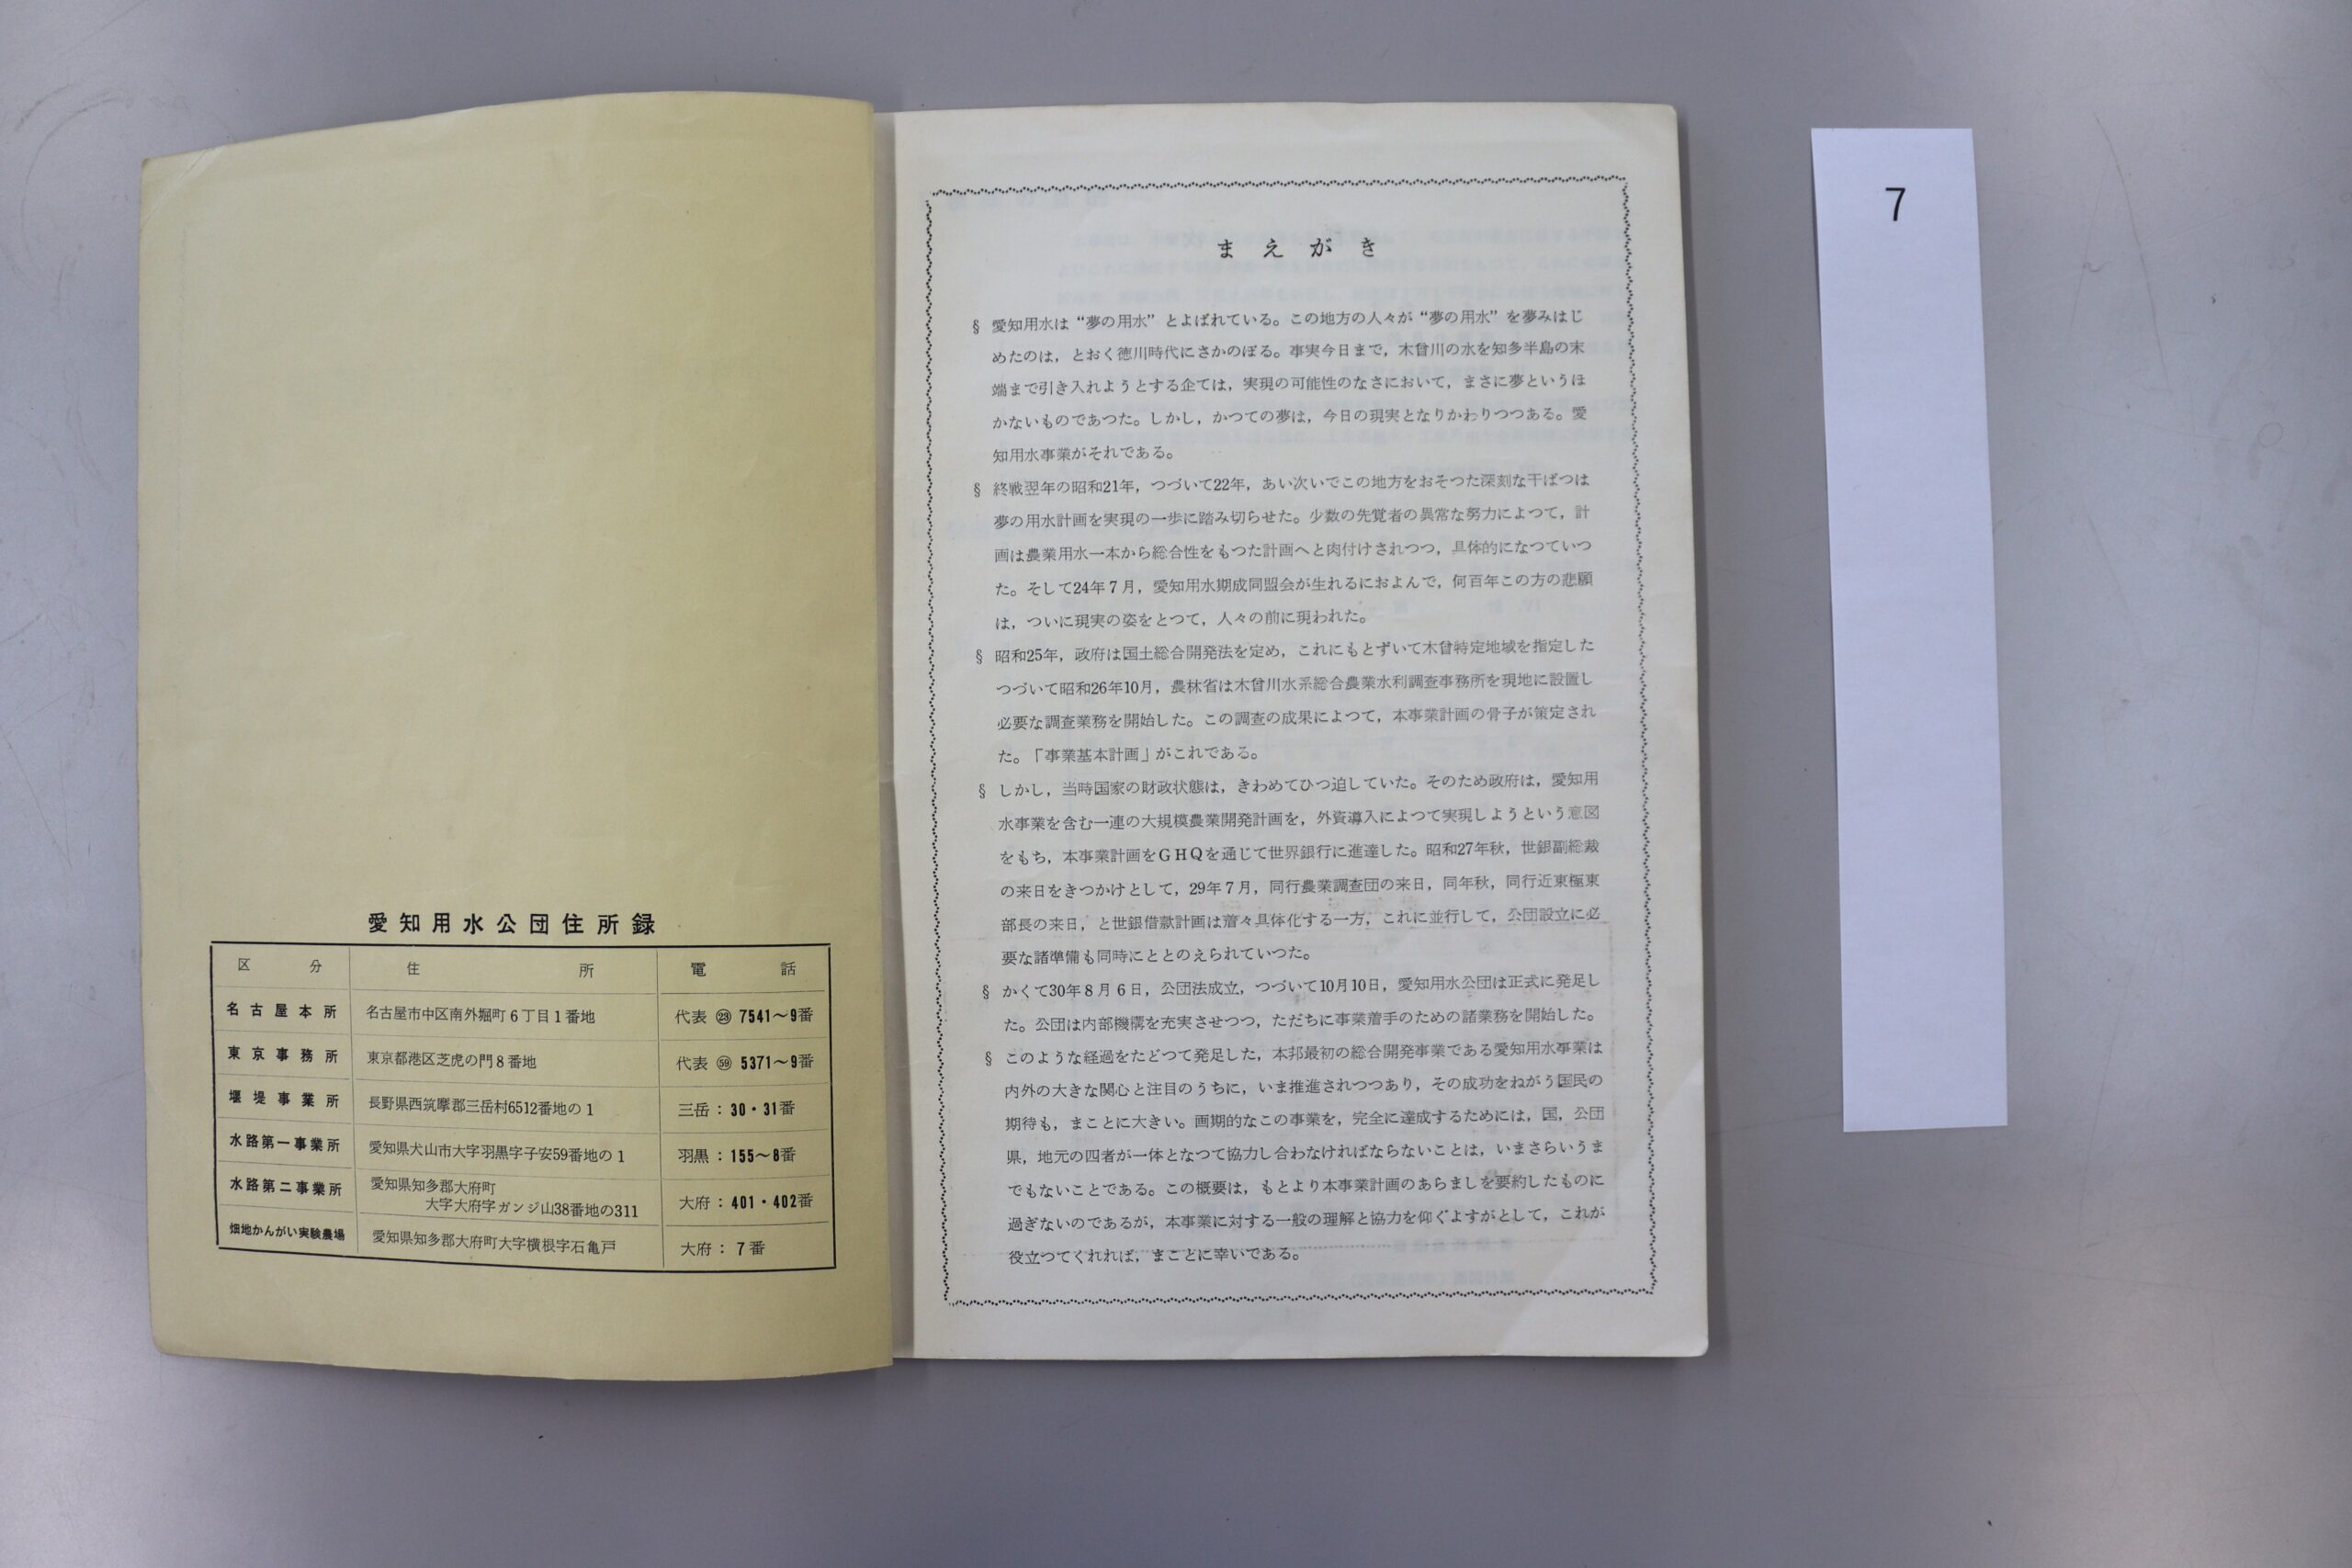 愛知用水公団住所録
区分 住所 電話
名古屋本所 名古屋市中区南外堀町6丁目1番地 代表 ㉓ 7541〜9番
東京事務所 東京都港区芝虎の門8番地 代表 59 5371〜9番
堰堤事業所 長野県西筑摩郡三岳村6512番地の1 三岳:30・31番
水路第一事業所 愛知県犬山市大字羽黒字子安59番地の1 羽黒:155〜8番
水路第二事業所 愛知県知多郡大府町
大字大府字ガンジ山38番地の311 大府:401・402番
畑地かんがい実験農場 愛知県知多郡大府町大字横根字石亀戸 大府:7番
まえがき
§ 愛知用水は“夢の用水”とよばれている。この地方の人々が“夢の用水”を夢みはじ
めたのは,とおく徳川時代にさかのぼる。事実今日まで,木曾川の水を知多半島の末
端まで引き入れようとする企ては,実現の可能性のなさにおいて,まさに夢というほ
かないものであつた。しかし,かつての夢は,今日の現実となりかわりつつある。愛
知用水事業がそれである。
§ 終戦翌年の昭和21年,つづいて22年,あい次いでこの地方をおそつた深刻な干ばつは
夢の用水計画を実現の一歩に踏み切らせた。少数の先覚者の異常な努力によつて,計
画は農業用水一本から総合性をもつた計画へと肉付けされつつ,具体的になつていつ
た。そして24年7月,愛知用水期成同盟会が生れるにおよんで,何百年この方の悲願
は,ついに現実の姿をとつて,人々の前に現われた。
§ 昭和25年,政府は国土総合開発法を定め,これにもとずいて木曾特定地域を指定した
つづいて昭和26年10月,農林省は木曾川水系総合農業水利調査事務所を現地に設置し
必要な調査業務を開始した。この調査の成果によつて,本事業計画の骨子が策定され
た。「事業基本計画」がこれである。
§ しかし,当時国家の財政状態は,きわめてひつ迫していた。そのため政府は,愛知用
水事業を含む一連の大規模農業開発計画を,外資導入によつて実現しようという意図
をもち,本事業計画をGHQを通じて世界銀行に進達した。昭和27年秋,世銀副総裁
の来日をきつかけとして,29年7月,同行農業調査団の来日,同年秋,同行近東極東
部長の来日,と世銀借款計画は着々具体化する一方,これに並行して,公団設立に必
要な諸準備も同時にととのえられていつた。
§ かくて30年8月6日,公団法成立,つづいて10月10日,愛知用水公団は正式に発足し
た。公団は内部機構を充実させつつ,ただちに事業着手のための諸業務を開始した。
§ このような経過をたどつて発足した,本邦最初の総合開発事業である愛知用水事業は
内外の大きな関心と注目のうちに,いま推進されつつあり,その成功をねがう国民の
期待も,まことに大きい。画期的なこの事業を,完全に達成するためには,国,公団
県,地元の四者が一体となつて協力し合わなければならないことは,いまさらいうま
でもないことである。この概要は,もとより本事業計画のあらましを要約したものに
過ぎないのであるが,本事業に対する一般の理解と協力を仰ぐよすがとして,これが
役立つてくれれば,まことに幸いである。
7